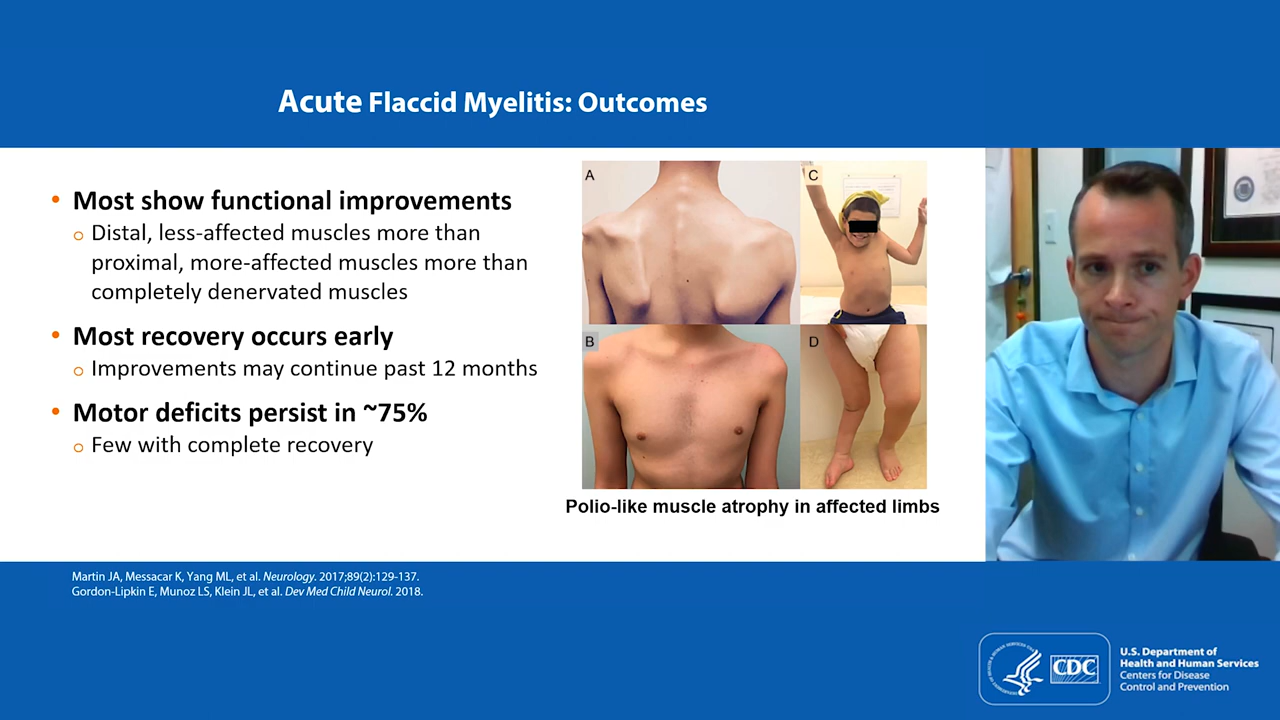 Acute Flaccid Myelitis: Outcomes
• Most show functional improvements
o Distal, less-affected muscles more than
proximal, more-affected muscles more than
completely denervated muscles
• Most recovery occurs early
o Improvements may continue past 12 months
• Motor deficits persist in ~75%
o Few with complete recovery
A
C
B
D
Polio-like muscle atrophy in affected limbs
Martin JA, Messacar K, Yang ML, et al. Neurology. 2017;89(2):129-137.
Gordon-Lipkin E, Munoz LS, Klein JL, et al. Dev Med Child Neurol. 2018.
CDC
U.S. Department of
Health and Human Services
Centers for Disease
Control and Prevention